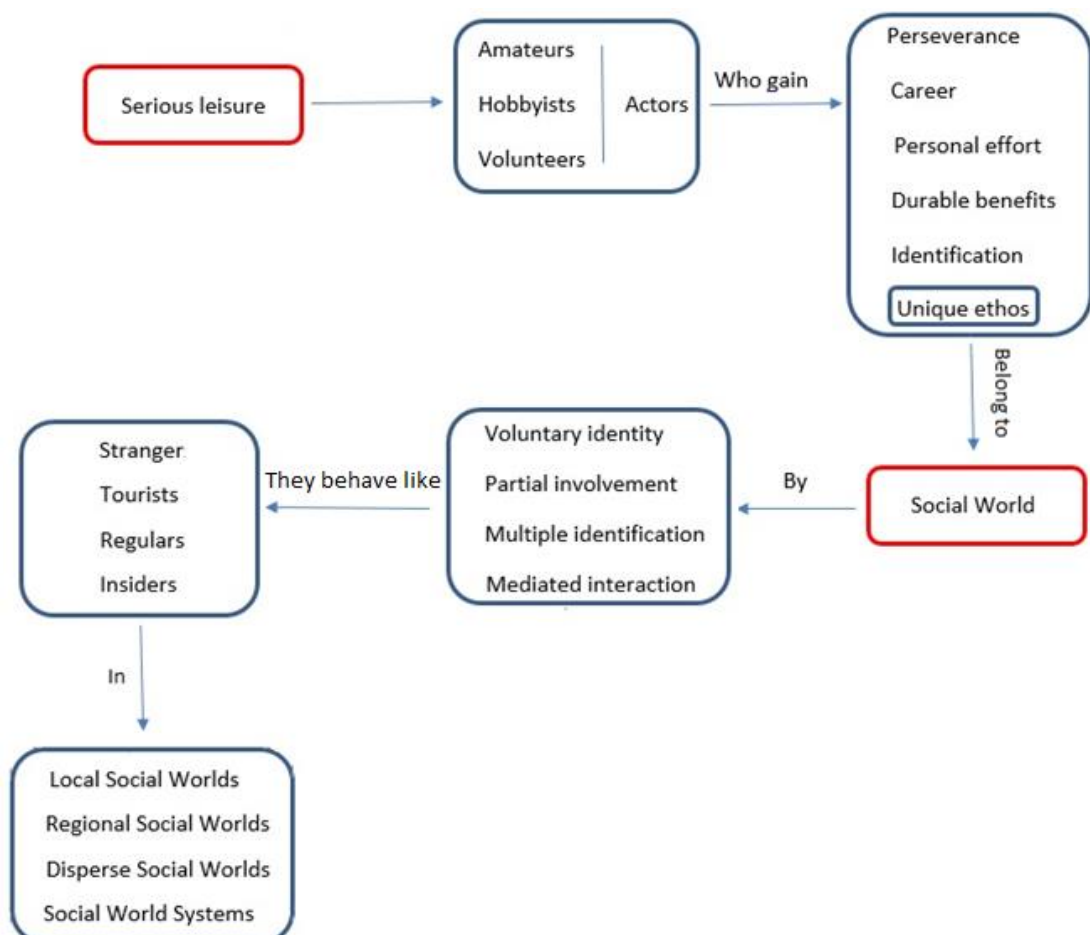 Serious leisure
Amateurs
Hobbyists
Volunteers
Actors
Who gain
Perseverance
Career
Personal effort
Durable benefits
Identification
Unique ethos
Belong to
Social World
By
Voluntary identity
Partial involvement
Multiple identification
Mediated interaction
They behave like
Stranger
Tourists
Regulars
Insiders
In
Local Social Worlds
Regional Social Worlds
Disperse Social Worlds
Social World Systems